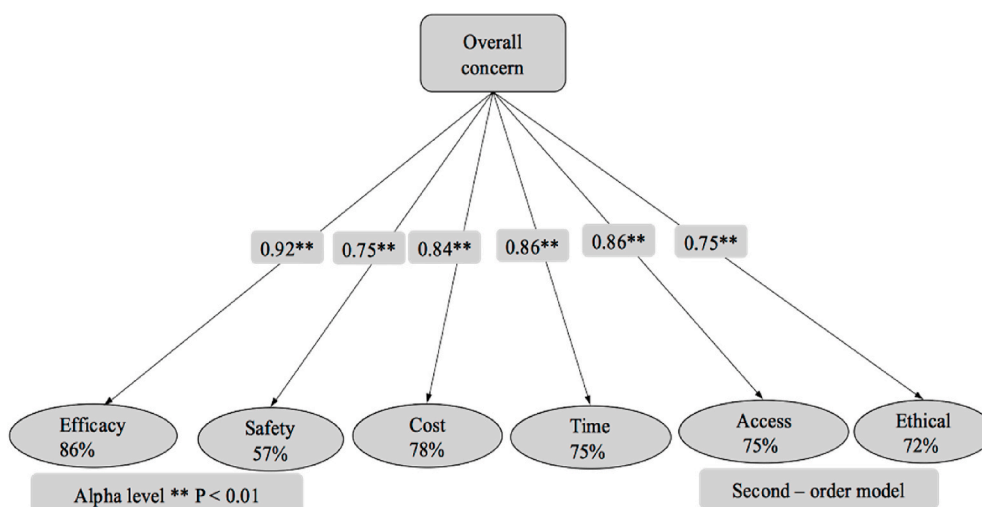 Overall
concern
0.92**
0.75**
0.84**
0.86**
0.86**
0.75**
Efficacy
86%
Safety
57%
Cost
78%
Time
75%
Access
75%
Ethical
72%
Alpha level ** P < 0.01
Second – order model